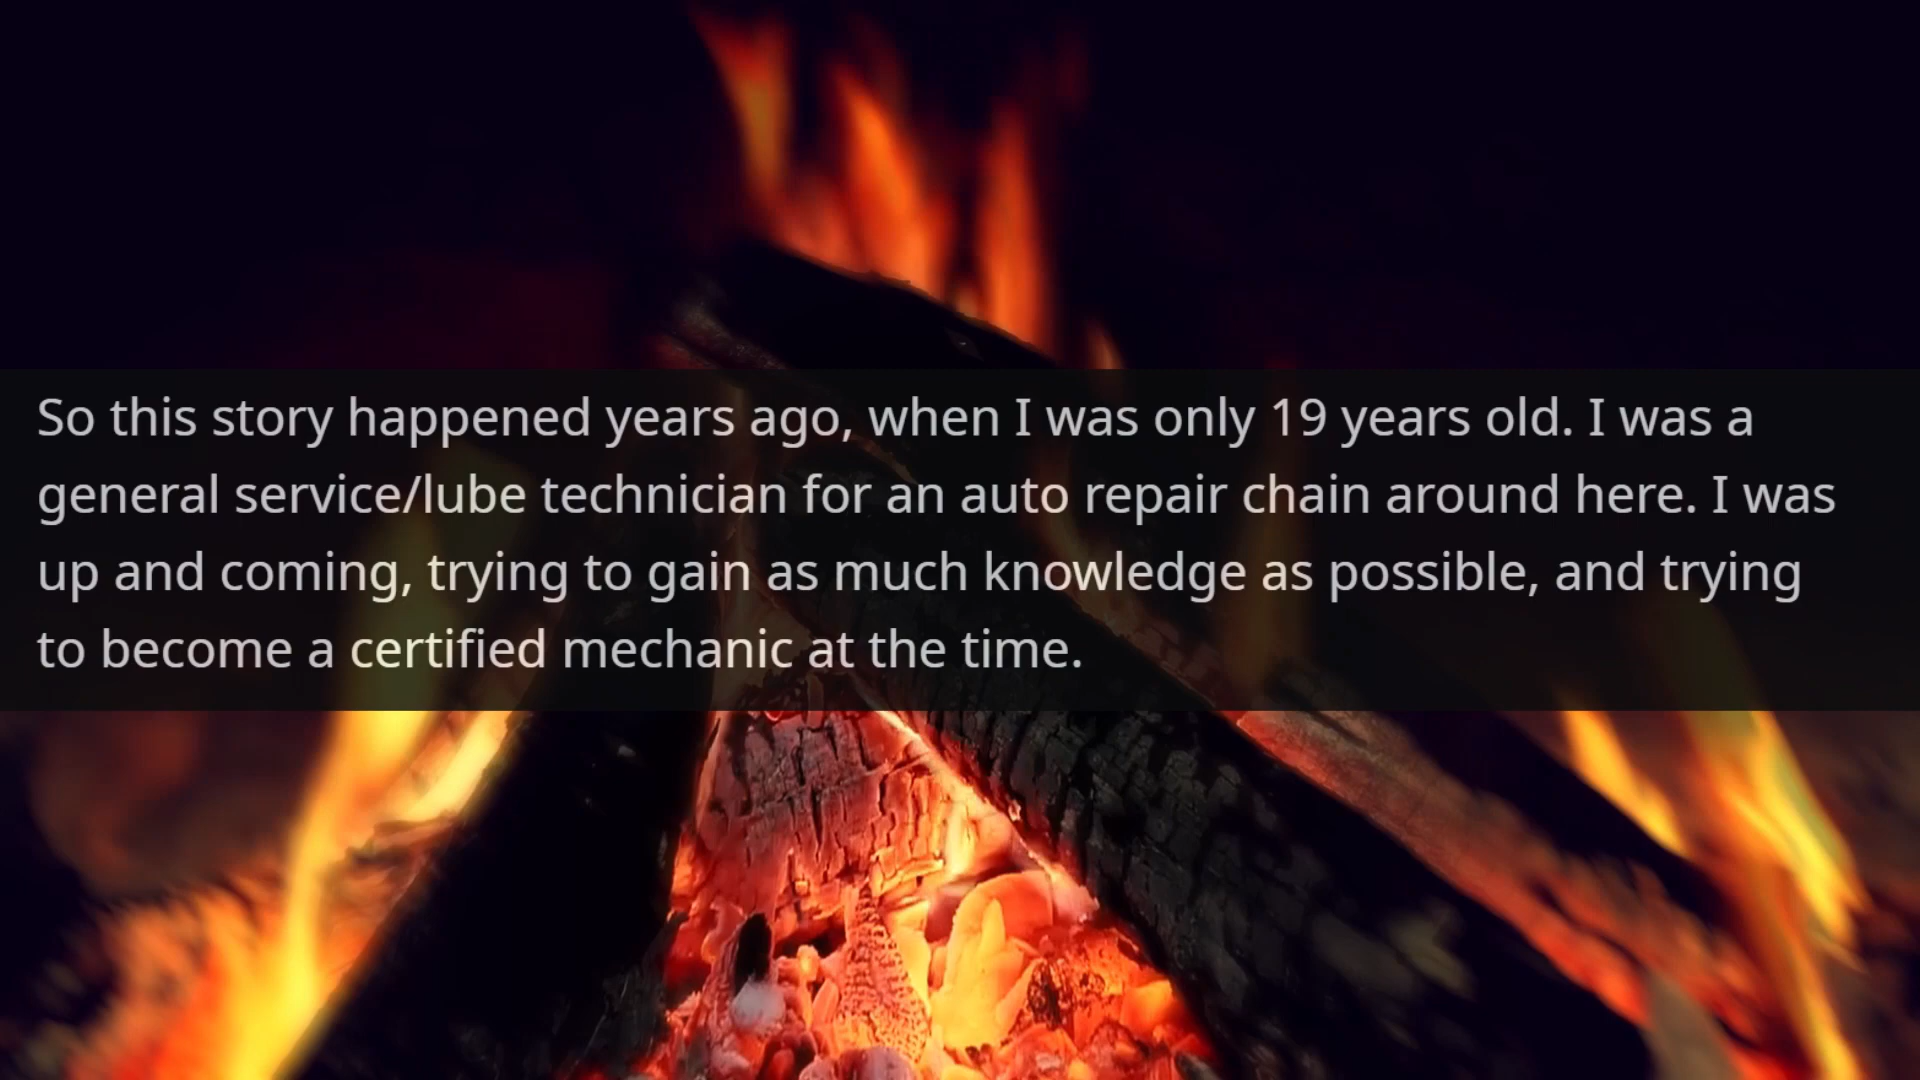 So this story happened years ago, when I was only 19 years old. I was a
general service/lube technician for an auto repair chain around here. I was
up and coming, trying to gain as much knowledge as possible, and trying
to become a certified mechanic at the time.